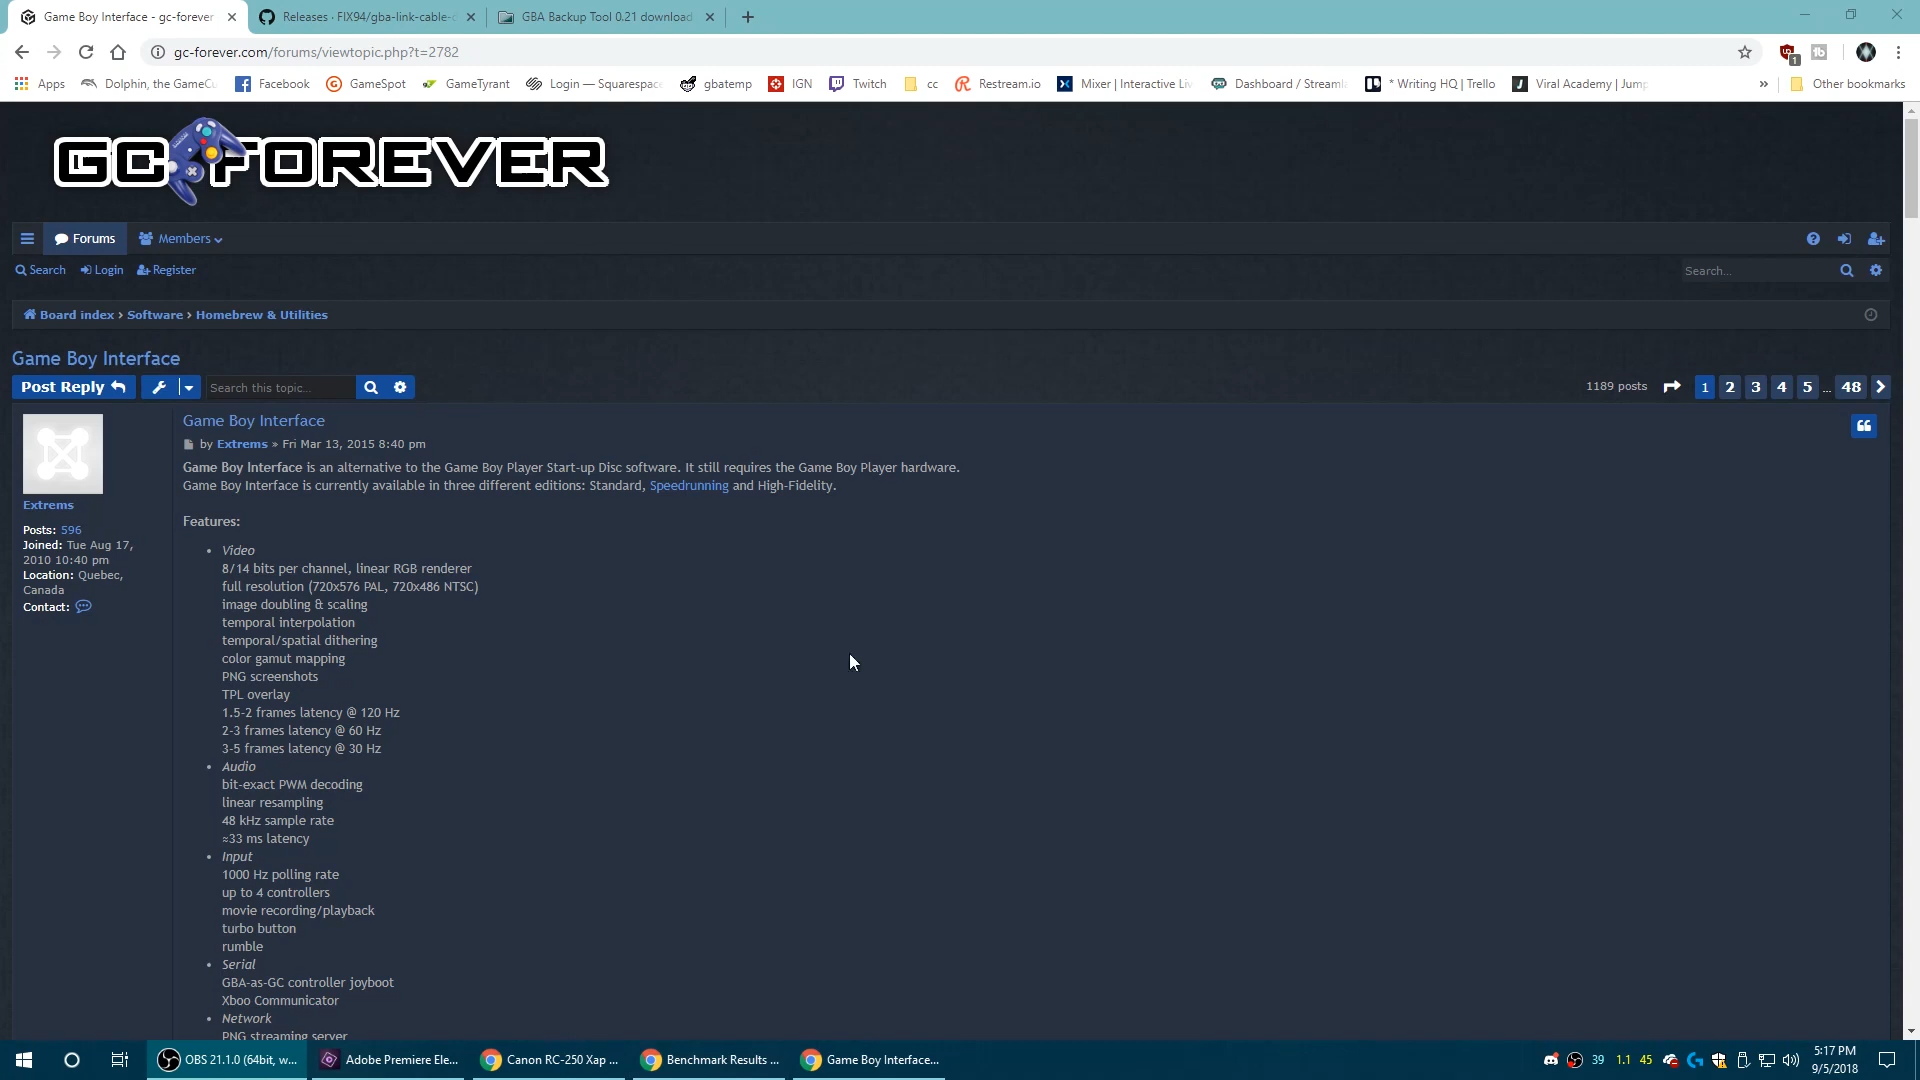 Game Boy Interface - gc-forever
Releases · FIX94/gba-link-cable-d
GBA Backup Tool 0.21 download
gc-forever.com/forums/viewtopic.php?t=2782
1
Apps
Dolphin, the GameCu
Facebook
GameSpot
GameTyrant
Login — Squarespace
gbatemp
IGN
Twitch
cc
Restream.io
Mixer | Interactive Liv
Dashboard / Streamla
* Writing HQ | Trello
Viral Academy | Jump
»
Other bookmarks
GC FOREVER
Forums
Members
Search
Login
Register
Search…
Board index › Software › Homebrew & Utilities
Game Boy Interface
Post Reply
Search this topic…
1189 posts
1 2 3 4 5 … 48
Game Boy Interface
by Extrems » Fri Mar 13, 2015 8:40 pm
Extrems
Posts: 596
Joined: Tue Aug 17,
2010 10:40 pm
Location: Quebec,
Canada
Contact:
Game Boy Interface is an alternative to the Game Boy Player Start-up Disc software. It still requires the Game Boy Player hardware.
Game Boy Interface is currently available in three different editions: Standard, Speedrunning and High-Fidelity.
Features:
• Video
8/14 bits per channel, linear RGB renderer
full resolution (720x576 PAL, 720x486 NTSC)
image doubling & scaling
temporal interpolation
temporal/spatial dithering
color gamut mapping
PNG screenshots
TPL overlay
1.5-2 frames latency @ 120 Hz
2-3 frames latency @ 60 Hz
3-5 frames latency @ 30 Hz
• Audio
bit-exact PWM decoding
linear resampling
48 kHz sample rate
≈33 ms latency
• Input
1000 Hz polling rate
up to 4 controllers
movie recording/playback
turbo button
rumble
• Serial
GBA-as-GC controller joyboot
Xboo Communicator
• Network
PNG streaming server
OBS 21.1.0 (64bit, w...
Adobe Premiere Ele...
Canon RC-250 Xap ...
Benchmark Results ...
Game Boy Interface...
39
1.1
45
5:17 PM
9/5/2018